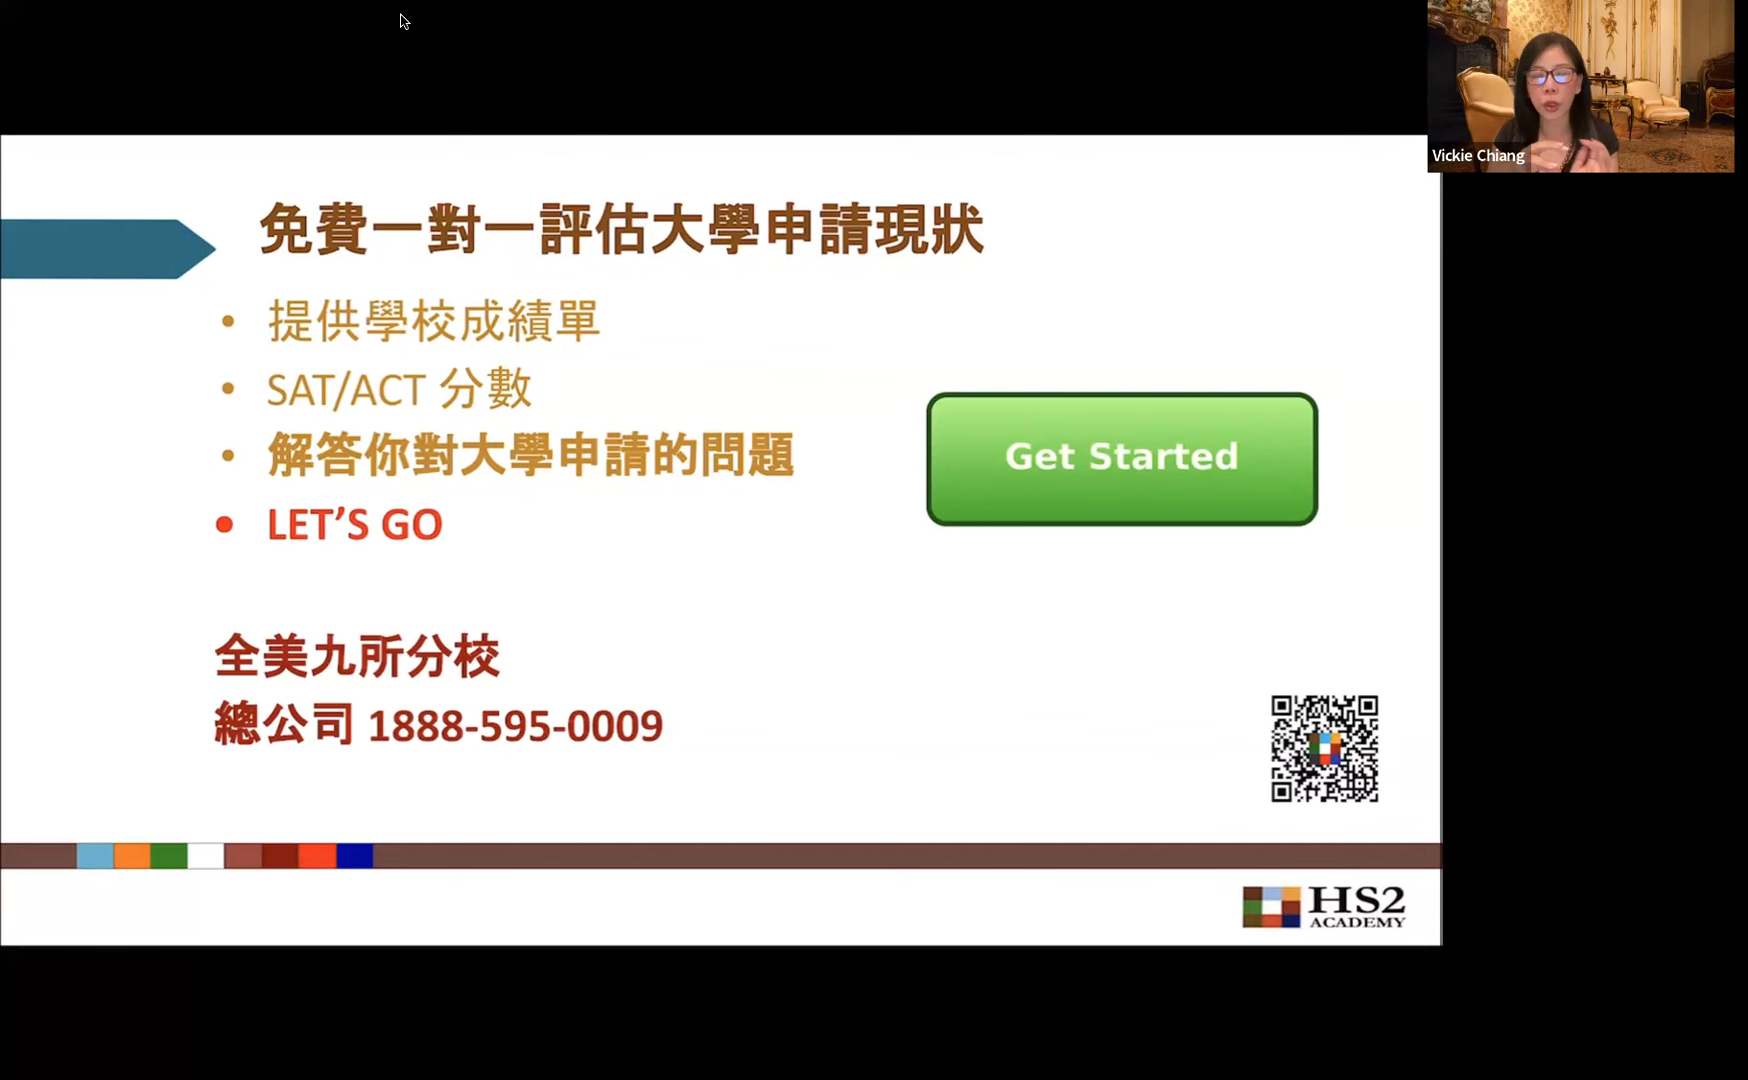 Vickie Chiang
免費一對一評估大學申請現狀
• 提供學校成績單
• SAT/ACT 分數
• 解答你對大學申請的問題
• LET’S GO
Get Started
全美九所分校
總公司 1888-595-0009
HS2
ACADEMY